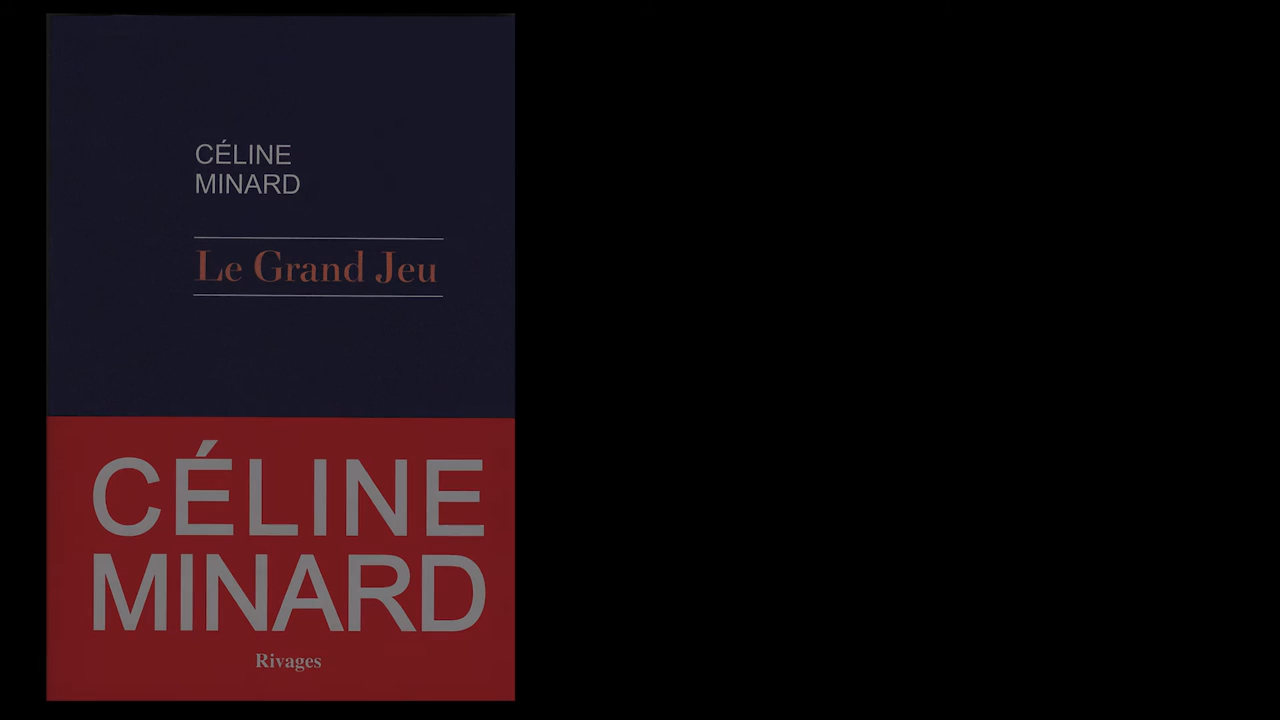 CÉLINE
MINARD
Le Grand Jeu
CÉLINE
MINARD
Rivages